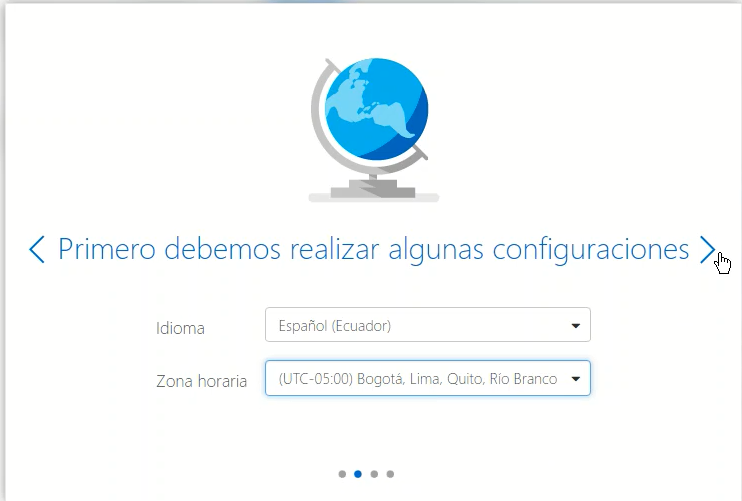 Primero debemos realizar algunas configuraciones
Idioma
Español (Ecuador)
Zona horaria
(UTC-05:00) Bogotá, Lima, Quito, Río Branco